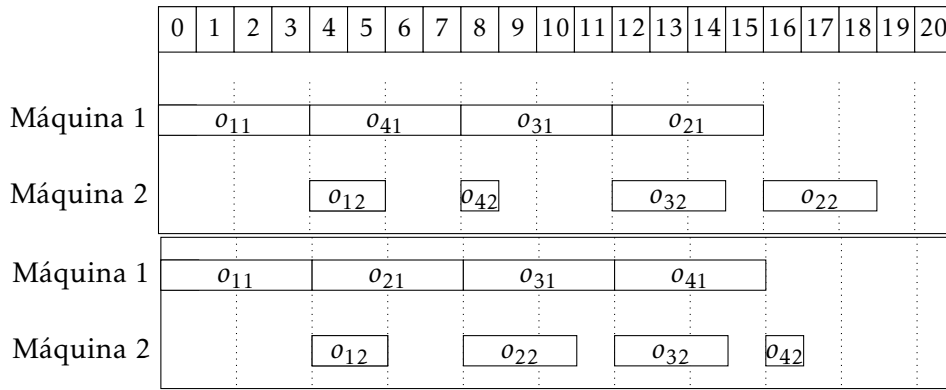 0 1 2 3 4 5 6 7 8 9 10 11 12 13 14 15 16 17 18 19 20
Máquina 1 o11 o41 o31 o21
Máquina 2 o12 o42 o32 o22
Máquina 1 o11 o21 o31 o41
Máquina 2 o12 o22 o32 o42